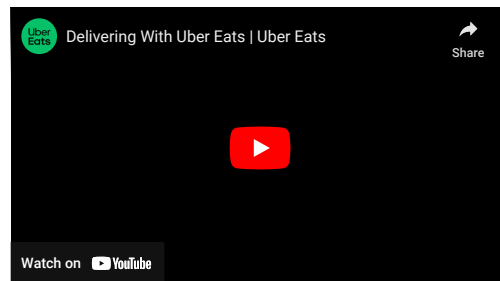 Uber
Eats
Delivering With Uber Eats | Uber Eats
Share
Watch on YouTube